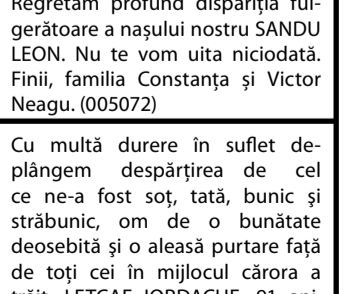 Regretăm profund dispariția ful-
gerătoare a nașului nostru SANDU
LEON. Nu te vom uita niciodată.
Finii, familia Constanța și Victor
Neagu. (005072)
Cu multă durere în suflet de-
plângem despărțirea de cel
ce ne-a fost soț, tată, bunic şi
străbunic, om de o bunătate
deosebită şi o aleasă purtare față
de toți cei în mijlocul cărora a